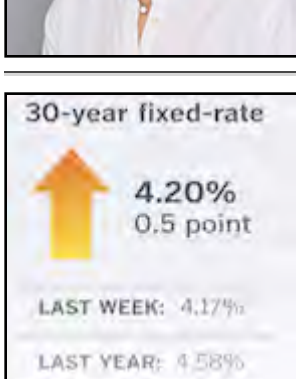 30-year fixed-rate
4.20%
0.5 point
LAST WEEK: 4.17%
LAST YEAR: 4.58%